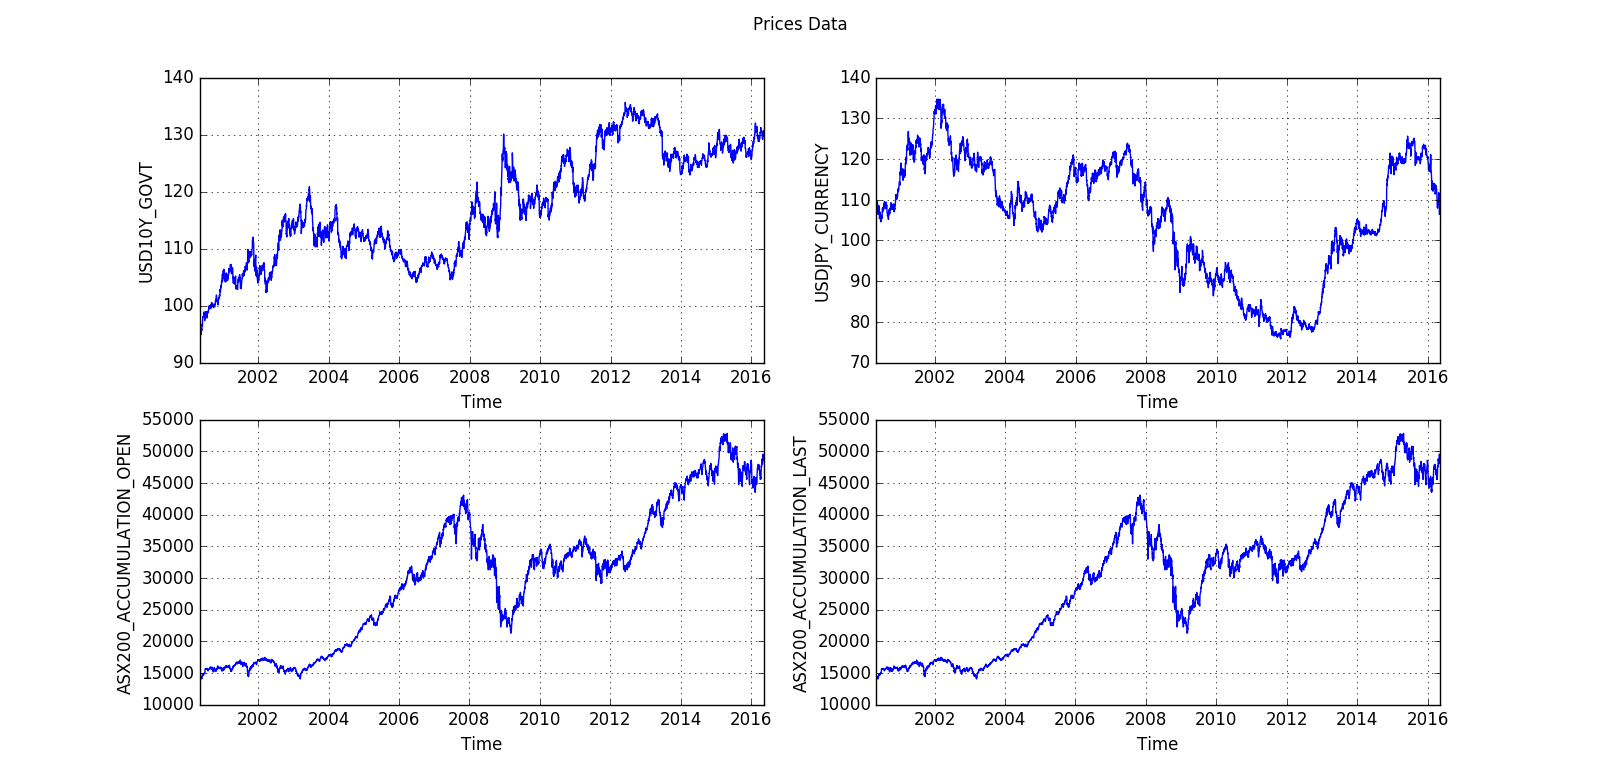 Prices Data
USD10Y_GOVT
140
130
120
110
100
90
2002 2004 2006 2008 2010 2012 2014 2016
Time
USDJPY_CURRENCY
140
130
120
110
100
90
80
70
2002 2004 2006 2008 2010 2012 2014 2016
Time
ASX200_ACCUMULATION_OPEN
55000
50000
45000
40000
35000
30000
25000
20000
15000
10000
2002 2004 2006 2008 2010 2012 2014 2016
Time
ASX200_ACCUMULATION_LAST
55000
50000
45000
40000
35000
30000
25000
20000
15000
10000
2002 2004 2006 2008 2010 2012 2014 2016
Time